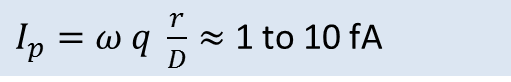 I_p = ω q r/D ≈ 1 to 10 fA